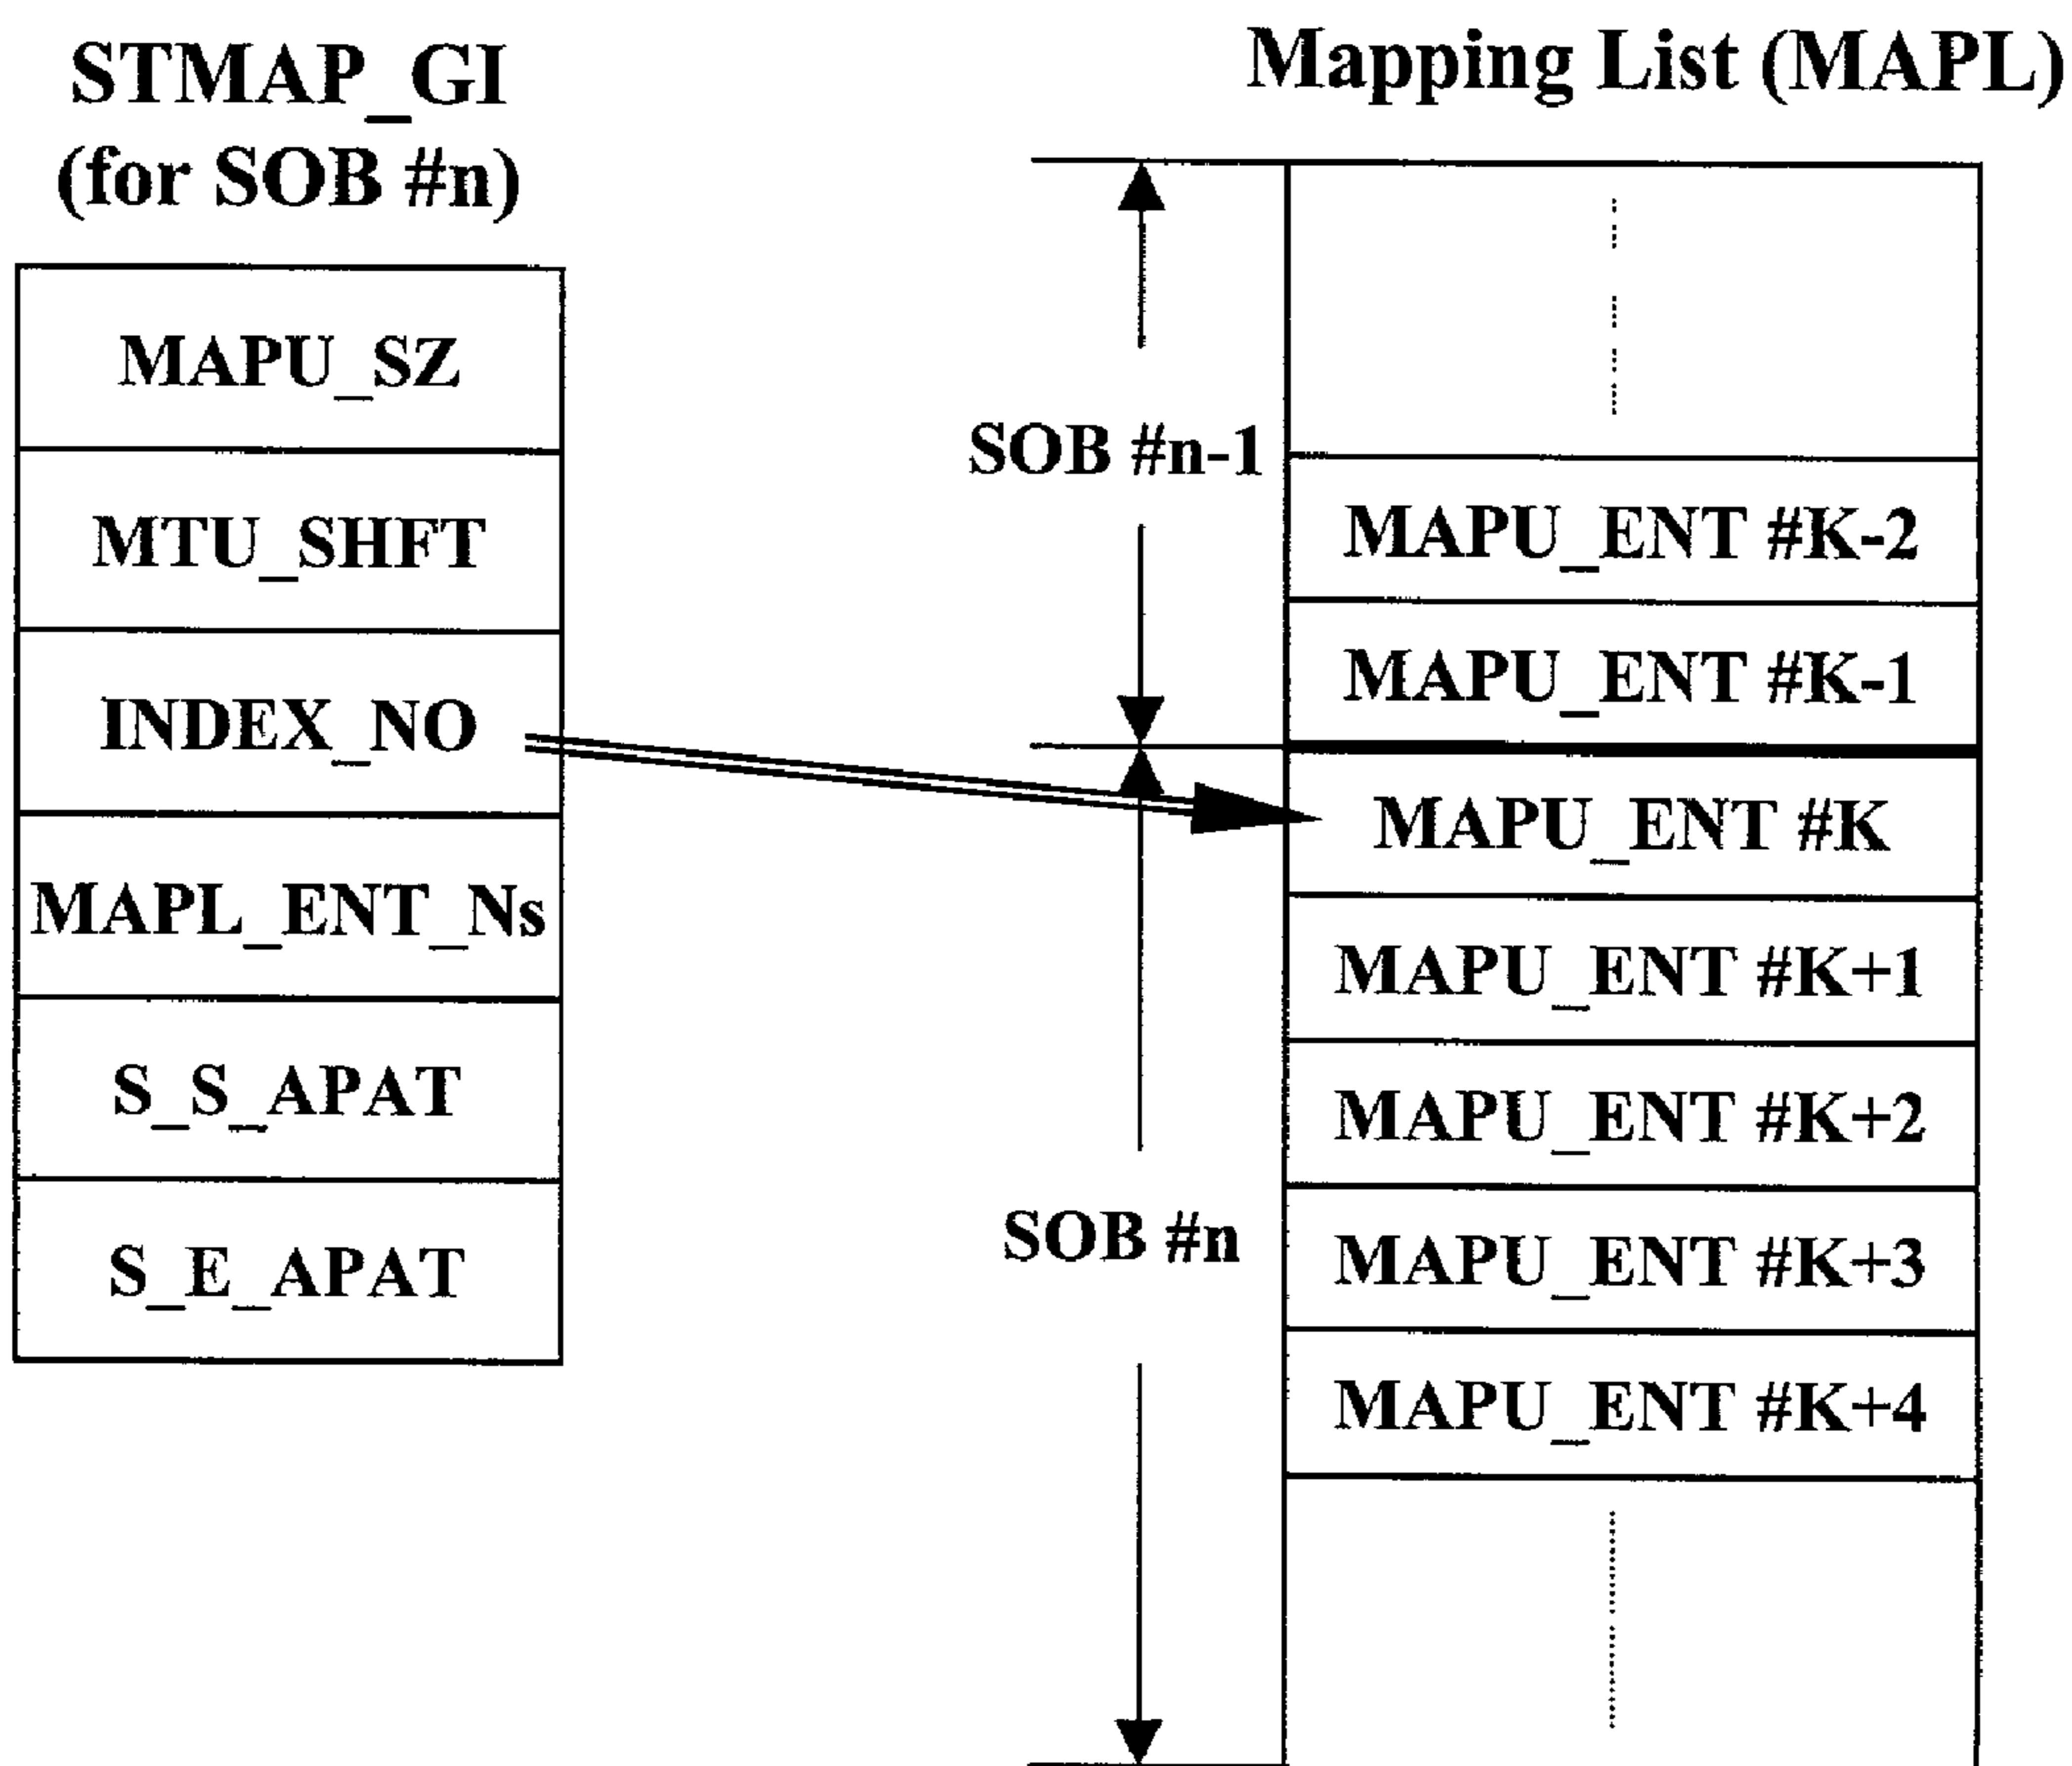 STMAP_GI
(for SOB #n)
MAPU_SZ
MTU_SHFT
INDEX_NO
MAPL_ENT_Ns
S_S_APAT
S_E_APAT
Mapping List (MAPL)
SOB #n-1
SOB #n
MAPU_ENT #K-2
MAPU_ENT #K-1
MAPU_ENT #K
MAPU_ENT #K+1
MAPU_ENT #K+2
MAPU_ENT #K+3
MAPU_ENT #K+4